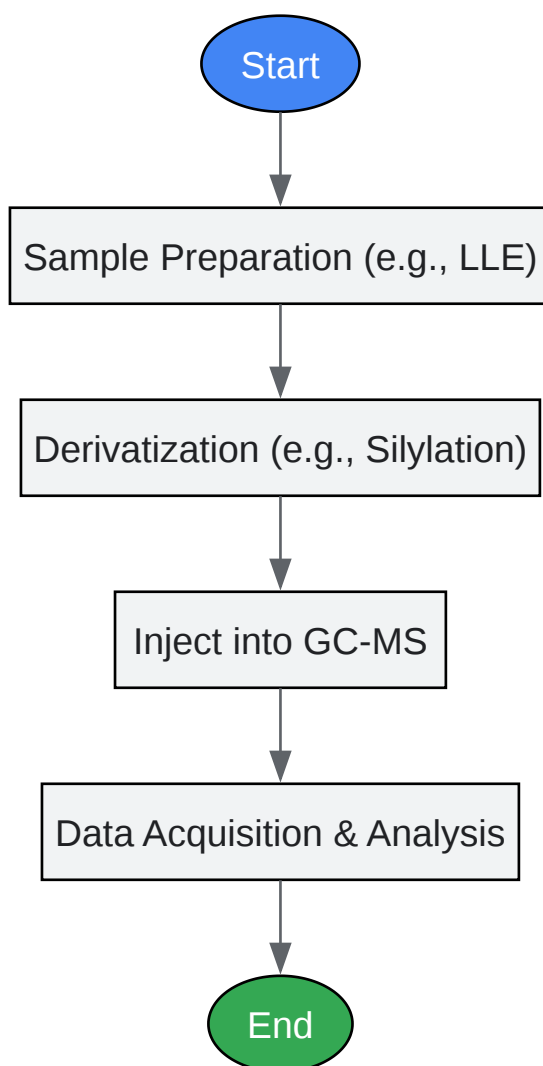 Start
Sample Preparation (e.g., LLE)
Derivatization (e.g., Silylation)
Inject into GC-MS
Data Acquisition & Analysis
End